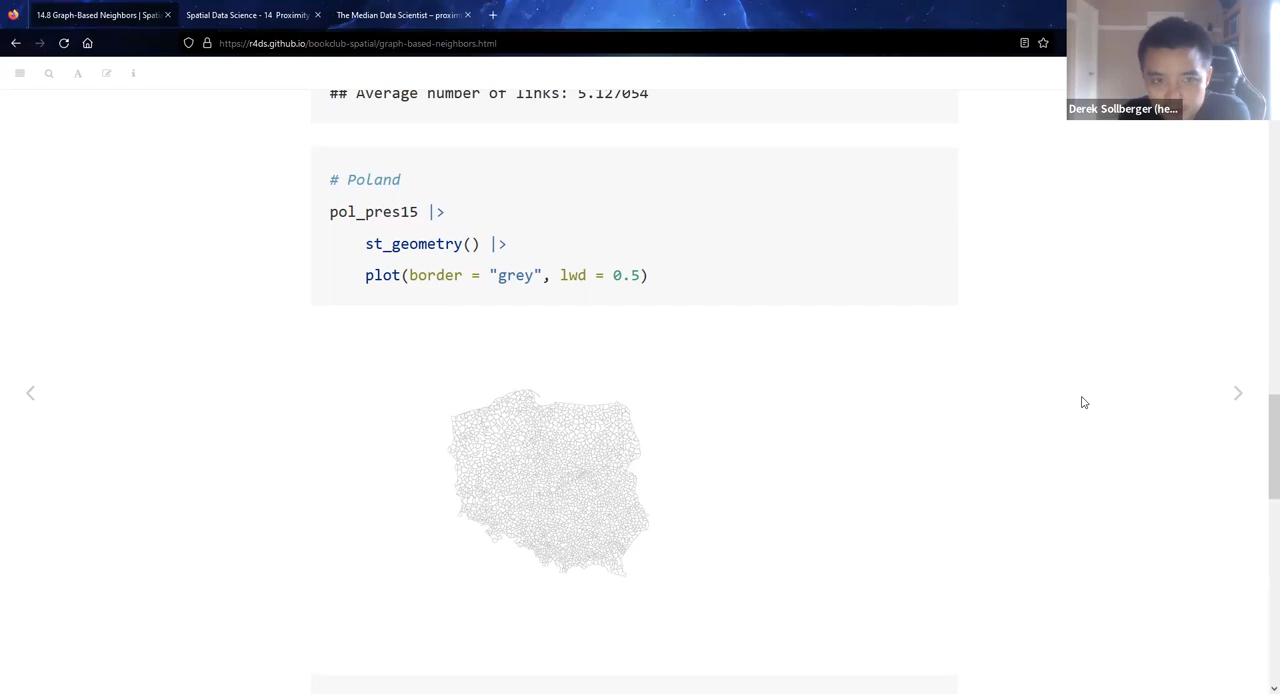 14.8 Graph-Based Neighbors | Spati
Spatial Data Science - 14 Proximity
The Median Data Scientist – proxim
https://r4ds.github.io/bookclub-spatial/graph-based-neighbors.html
Derek Sollberger (he...
## Average number of links: 5.127054
# Poland
pol_pres15 |>
st_geometry() |>
plot(border = "grey", lwd = 0.5)